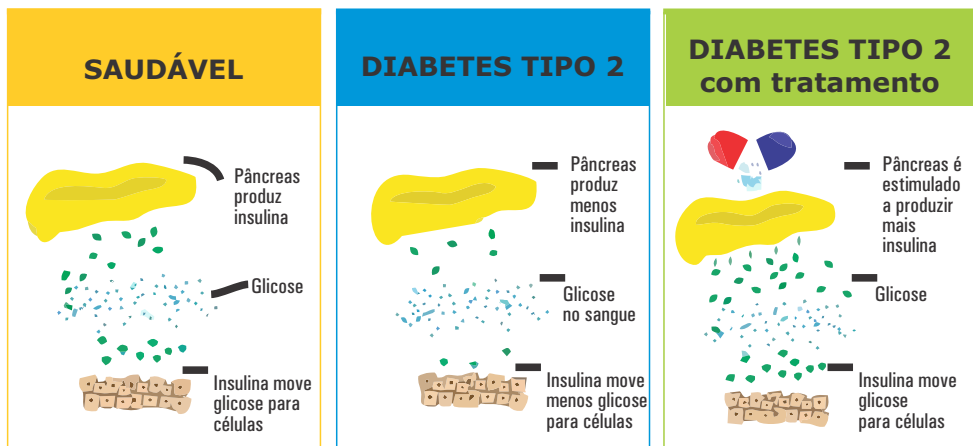 SAUDÁVEL
Pâncreas
produz
insulina
Glicose
Insulina move
glicose para
células
DIABETES TIPO 2
Pâncreas
produz
menos
insulina
Glicose
no sangue
Insulina move
menos glicose
para células
DIABETES TIPO 2
com tratamento
Pâncreas é
estimulado
a produzir
mais
insulina
Glicose
Insulina move
glicose
para células